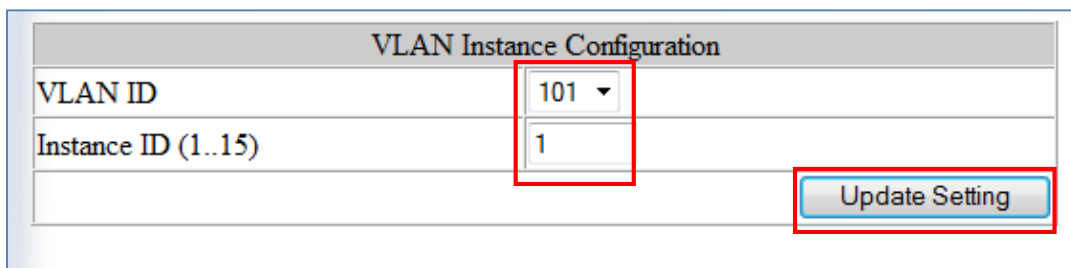 VLAN Instance Configuration
VLAN ID 101
Instance ID (1..15) 1
Update Setting